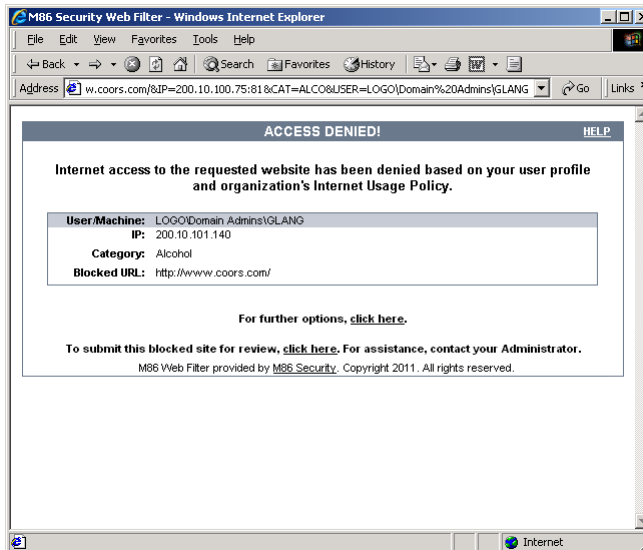 M86 Security Web Filter - Windows Internet Explorer
File Edit View Favorites Tools Help
Back Search Favorites History
Address w.coors.com/&IP=200.10.100.75:81&CAT=ALCO&USER=LOGO\Domain%20Admins\GLANG Go Links
ACCESS DENIED! HELP
Internet access to the requested website has been denied based on your user profile
and organization's Internet Usage Policy.
User/Machine: LOGO\Domain Admins\GLANG
IP: 200.10.101.140
Category: Alcohol
Blocked URL: http://www.coors.com/
For further options, click here.
To submit this blocked site for review, click here. For assistance, contact your Administrator.
M86 Web Filter provided by M86 Security. Copyright 2011. All rights reserved.
Internet